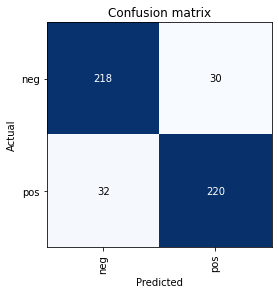 Confusion matrix
Actual
neg
218
30
pos
32
220
neg
pos
Predicted